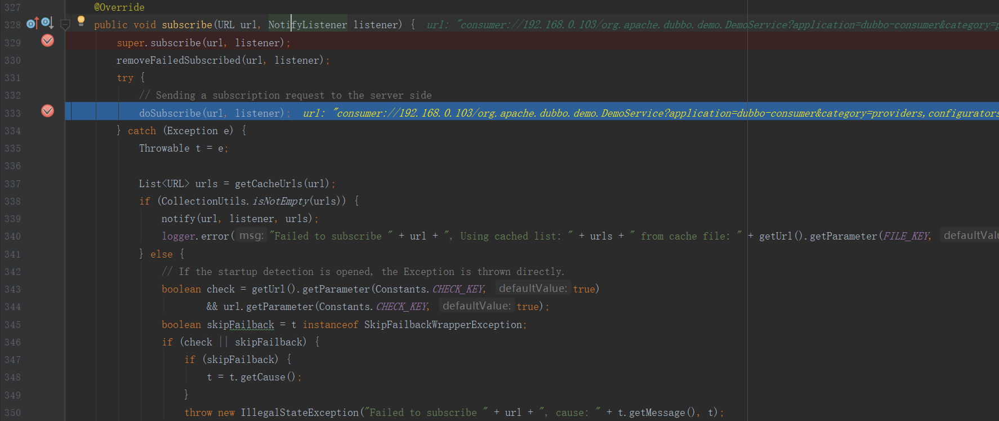 327 @Override
328 public void subscribe(URL url, NotifyListener listener) { url: "consumer://192.168.0.103/org.apache.dubbo.demo.DemoService?application=dubbo-consumer&category=p
329 super.subscribe(url, listener);
330 removeFailedSubscribed(url, listener);
331 try {
332 // Sending a subscription request to the server side
333 doSubscribe(url, listener); url: "consumer://192.168.0.103/org.apache.dubbo.demo.DemoService?application=dubbo-consumer&category=providers,configurators
334 } catch (Exception e) {
335 Throwable t = e;
336
337 List<URL> urls = getCacheUrls(url);
338 if (CollectionUtils.isNotEmpty(urls)) {
339 notify(url, listener, urls);
340 logger.error( msg: "Failed to subscribe " + url + ", Using cached list: " + urls + " from cache file: " + getUrl().getParameter(FILE_KEY, defaultValu
341 } else {
342 // If the startup detection is opened, the Exception is thrown directly.
343 boolean check = getUrl().getParameter(Constants.CHECK_KEY, defaultValue: true)
344 && url.getParameter(Constants.CHECK_KEY, defaultValue: true);
345 boolean skipFailback = t instanceof SkipFailbackWrapperException;
346 if (check || skipFailback) {
347 if (skipFailback) {
348 t = t.getCause();
349 }
350 throw new IllegalStateException("Failed to subscribe " + url + ", cause: " + t.getMessage(), t);